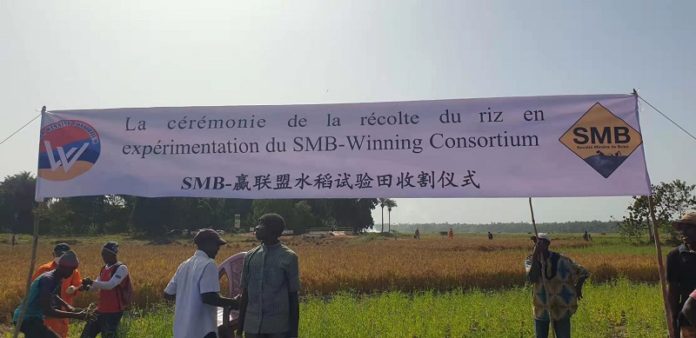 La cérémonie de la récolte du riz en
expérimentation du SMB-Winning Consortium
SMB-赢联盟水稻试验田收割仪式
W
SMB